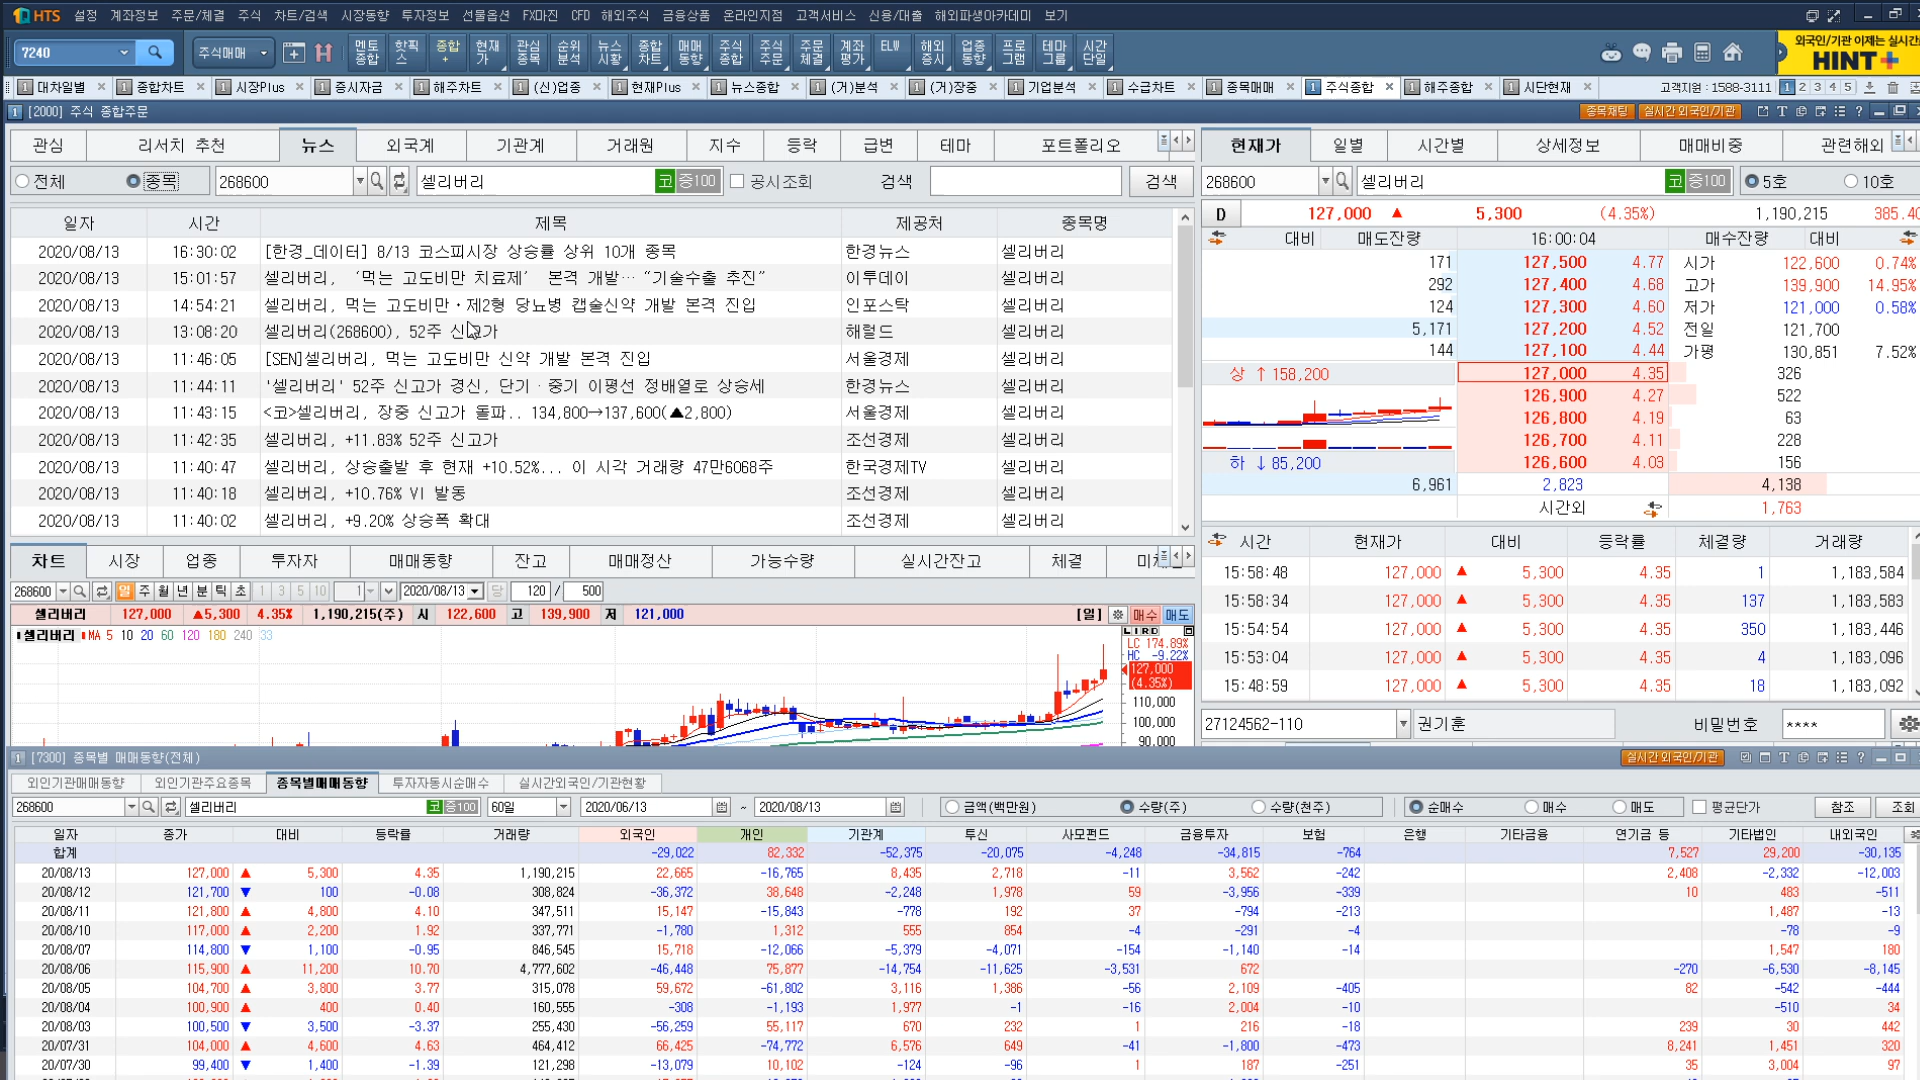 HTS 설정 계좌정보 주문/체결 주식 차트/검색 시장동향 투자정보 선물옵션 FX마진 CFD 해외주식 금융상품 온라인지점 고객서비스 신용/대출 해외파생아카데미 보기
7240 주식매매 멘토종합 핫픽스 종합+ 현재가 관심종목 순위분석 뉴스시황 종합차트 매매동향 주식종합 주식주문 주문체결 계좌평가 ELW 해외증시 업종동향 프로그램 테마그룹 시간단일
외국인/기관 이제는 실시간
HINT+
1 대차일별 1 종합차트 1 시장Plus 1 증시자금 1 해주차트 1 (신)업종 1 현재Plus 1 뉴스종합 1 (거)분석 1 (거)장중 1 기업분석 1 수급차트 1 종목매매 1 주식종합 1 해주종합 1 시단현재 고객지원 : 1588-3111 1 2 3 4 5
1 [2000] 주식 종합주문 종목채팅 실시간 외국인/기관
관심 리서치 추천 뉴스 외국계 기관계 거래원 지수 등락 급변 테마 포트폴리오
전체 종목 268600 셀리버리 코 증100 공시조회 검색 검색
일자 시간 제목 제공처 종목명
2020/08/13 16:30:02 [한경_데이터] 8/13 코스피시장 상승률 상위 10개 종목 한경뉴스 셀리버리
2020/08/13 15:01:57 셀리버리, ‘먹는 고도비만 치료제’ 본격 개발… “기술수출 추진” 이투데이 셀리버리
2020/08/13 14:54:21 셀리버리, 먹는 고도비만·제2형 당뇨병 캡술신약 개발 본격 진입 인포스탁 셀리버리
2020/08/13 13:08:20 셀리버리(268600), 52주 신고가 해럴드 셀리버리
2020/08/13 11:46:05 [SEN]셀리버리, 먹는 고도비만 신약 개발 본격 진입 서울경제 셀리버리
2020/08/13 11:44:11 '셀리버리' 52주 신고가 경신, 단기·중기 이평선 정배열로 상승세 한경뉴스 셀리버리
2020/08/13 11:43:15 <코>셀리버리, 장중 신고가 돌파.. 134,800→137,600(▲2,800) 서울경제 셀리버리
2020/08/13 11:42:35 셀리버리, +11.83% 52주 신고가 조선경제 셀리버리
2020/08/13 11:40:47 셀리버리, 상승출발 후 현재 +10.52%... 이 시각 거래량 47만6068주 한국경제TV 셀리버리
2020/08/13 11:40:18 셀리버리, +10.76% VI 발동 조선경제 셀리버리
2020/08/13 11:40:02 셀리버리, +9.20% 상승폭 확대 조선경제 셀리버리
현재가 일별 시간별 상세정보 매매비중 관련해외
268600 셀리버리 코 증100 5호 10호
D 127,000 ▲ 5,300 (4.35%) 1,190,215 385.40
대비 매도잔량 16:00:04 매수잔량 대비
171 127,500 4.77 시가 122,600 0.74%
292 127,400 4.68 고가 139,900 14.95%
124 127,300 4.60 저가 121,000 0.58%
5,171 127,200 4.52 전일 121,700
144 127,100 4.44 가평 130,851 7.52%
상 ↑ 158,200 127,000 4.35 326
126,900 4.27 522
126,800 4.19 63
126,700 4.11 228
하 ↓ 85,200 126,600 4.03 156
6,961 2,823 4,138
시간외 1,763
시간 현재가 대비 등락률 체결량 거래량
15:58:48 127,000 ▲ 5,300 4.35 1 1,183,584
15:58:34 127,000 ▲ 5,300 4.35 137 1,183,583
15:54:54 127,000 ▲ 5,300 4.35 350 1,183,446
15:53:04 127,000 ▲ 5,300 4.35 4 1,183,096
15:48:59 127,000 ▲ 5,300 4.35 18 1,183,092
27124562-110 권기훈 비밀번호 ****
차트 시장 업종 투자자 매매동향 잔고 매매정산 가능수량 실시간잔고 체결
268600 일 주 월 년 분 틱 초 1 3 5 10 1 2020/08/13 당 120 / 500
셀리버리 127,000 ▲5,300 4.35% 1,190,215(주) 시 122,600 고 139,900 저 121,000 [일] 매수 매도
셀리버리 MA 5 10 20 60 120 180 240 33
LC 174.89%
HC -9.22%
127,000
(4.35%)
110,000
100,000
90,000
1 [7300] 종목별 매매동향(전체) 실시간 외국인/기관
외인기관매매동향 외인기관주요종목 종목별매매동향 투자자동시순매수 실시간외국인/기관현황
268600 셀리버리 코 증100 60일 2020/06/13 ~ 2020/08/13 금액(백만원) 수량(주) 수량(천주) 순매수 매수 매도 평균단가 참조 조회
일자 종가 대비 등락률 거래량 외국인 개인 기관계 투신 사모펀드 금융투자 보험 은행 기타금융 연기금 등 기타법인 내외국인
합계 -29,022 82,332 -52,375 -20,075 -4,248 -34,815 -764 7,527 29,200 -30,135
20/08/13 127,000 ▲ 5,300 4.35 1,190,215 22,665 -16,765 8,435 2,718 -11 3,562 -242 2,408 -2,332 -12,003
20/08/12 121,700 ▼ 100 -0.08 308,824 -36,372 38,648 -2,248 1,978 59 -3,956 -339 10 483 -511
20/08/11 121,800 ▲ 4,800 4.10 347,511 15,147 -15,843 -778 192 37 -794 -213 1,487 -13
20/08/10 117,000 ▲ 2,200 1.92 337,771 -1,780 1,312 555 854 -4 -291 -4 -78 -9
20/08/07 114,800 ▼ 1,100 -0.95 846,545 15,718 -12,066 -5,379 -4,071 -154 -1,140 -14 1,547 180
20/08/06 115,900 ▲ 11,200 10.70 4,777,602 -46,448 75,877 -14,754 -11,625 -3,531 672 -270 -6,530 -8,145
20/08/05 104,700 ▲ 3,800 3.77 315,078 59,672 -61,802 3,116 1,386 -56 2,109 -405 82 -542 -444
20/08/04 100,900 ▲ 400 0.40 160,555 -308 -1,193 1,977 -1 -16 2,004 -10 -510 34
20/08/03 100,500 ▼ 3,500 -3.37 255,430 -56,259 55,117 670 232 1 216 -18 239 30 442
20/07/31 104,000 ▲ 4,600 4.63 464,412 66,425 -74,772 6,576 649 -41 -1,800 -473 8,241 1,451 320
20/07/30 99,400 ▼ 1,400 -1.39 121,298 -13,079 10,102 -124 -96 1 187 -251 35 3,004 97